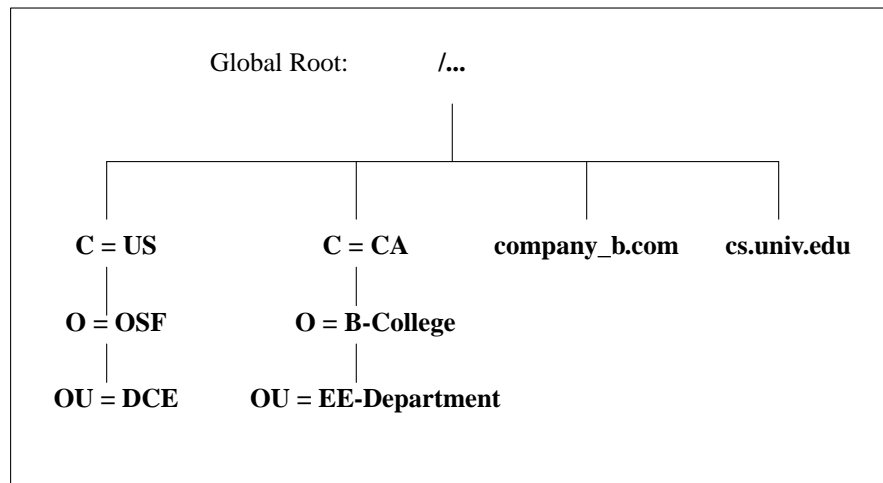 Global Root: /...
C = US C = CA company_b.com cs.univ.edu
O = OSF O = B-College
OU = DCE OU = EE-Department